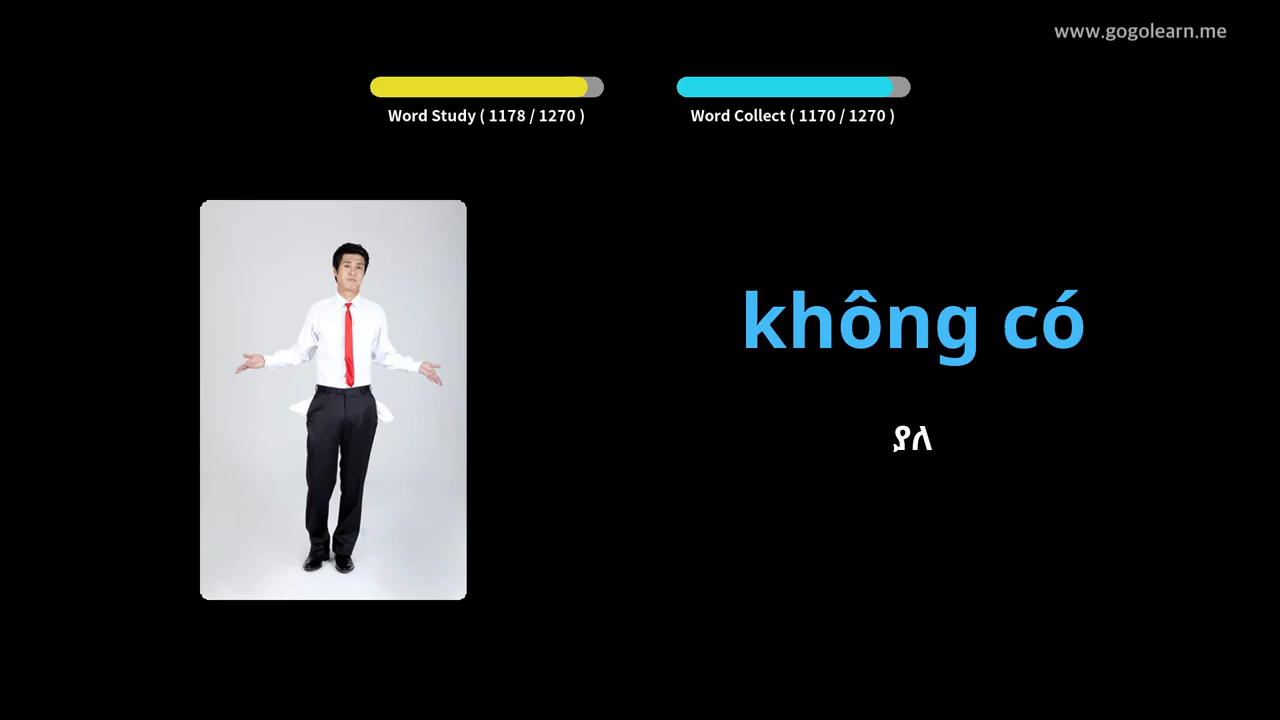 www.gogolearn.me
Word Study ( 1178 / 1270 )
Word Collect ( 1170 / 1270 )
không có
ያለ